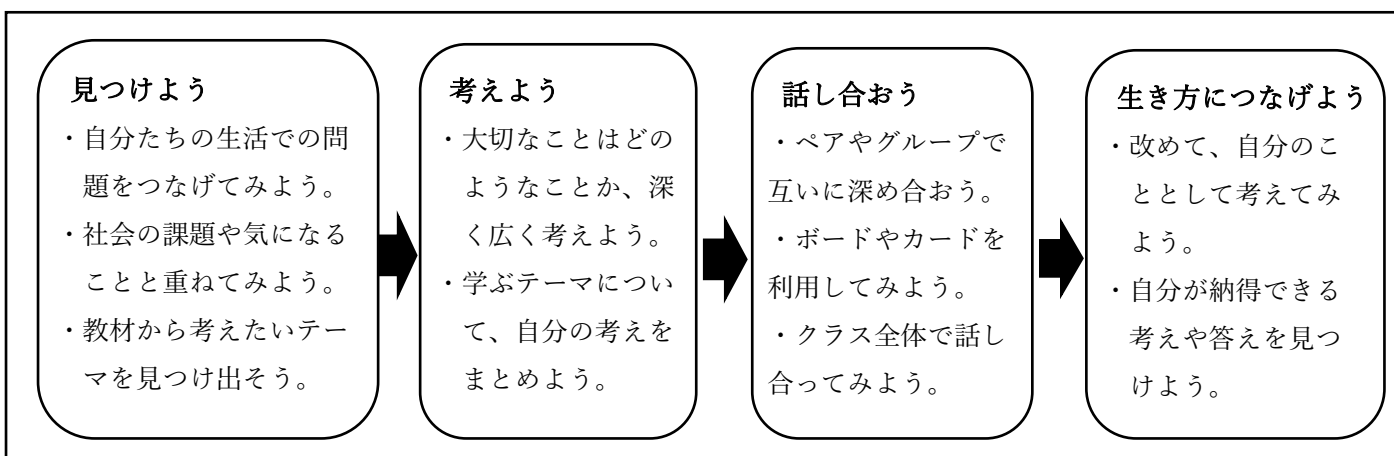 見つけよう
・自分たちの生活での問
題をつなげてみよう。
・社会の課題や気になる
ことと重ねてみよう。
・教材から考えたいテー
マを見つけ出そう。
考えよう
・大切なことはどの
ようなことか、深
く広く考えよう。
・学ぶテーマについ
て、自分の考えを
まとめよう。
話し合おう
・ペアやグループで
互いに深め合おう。
・ボードやカードを
利用してみよう。
・クラス全体で話し
合ってみよう。
生き方につなげよう
・改めて、自分のこ
ととして考えてみ
よう。
・自分が納得できる
考えや答えを見つ
けよう。